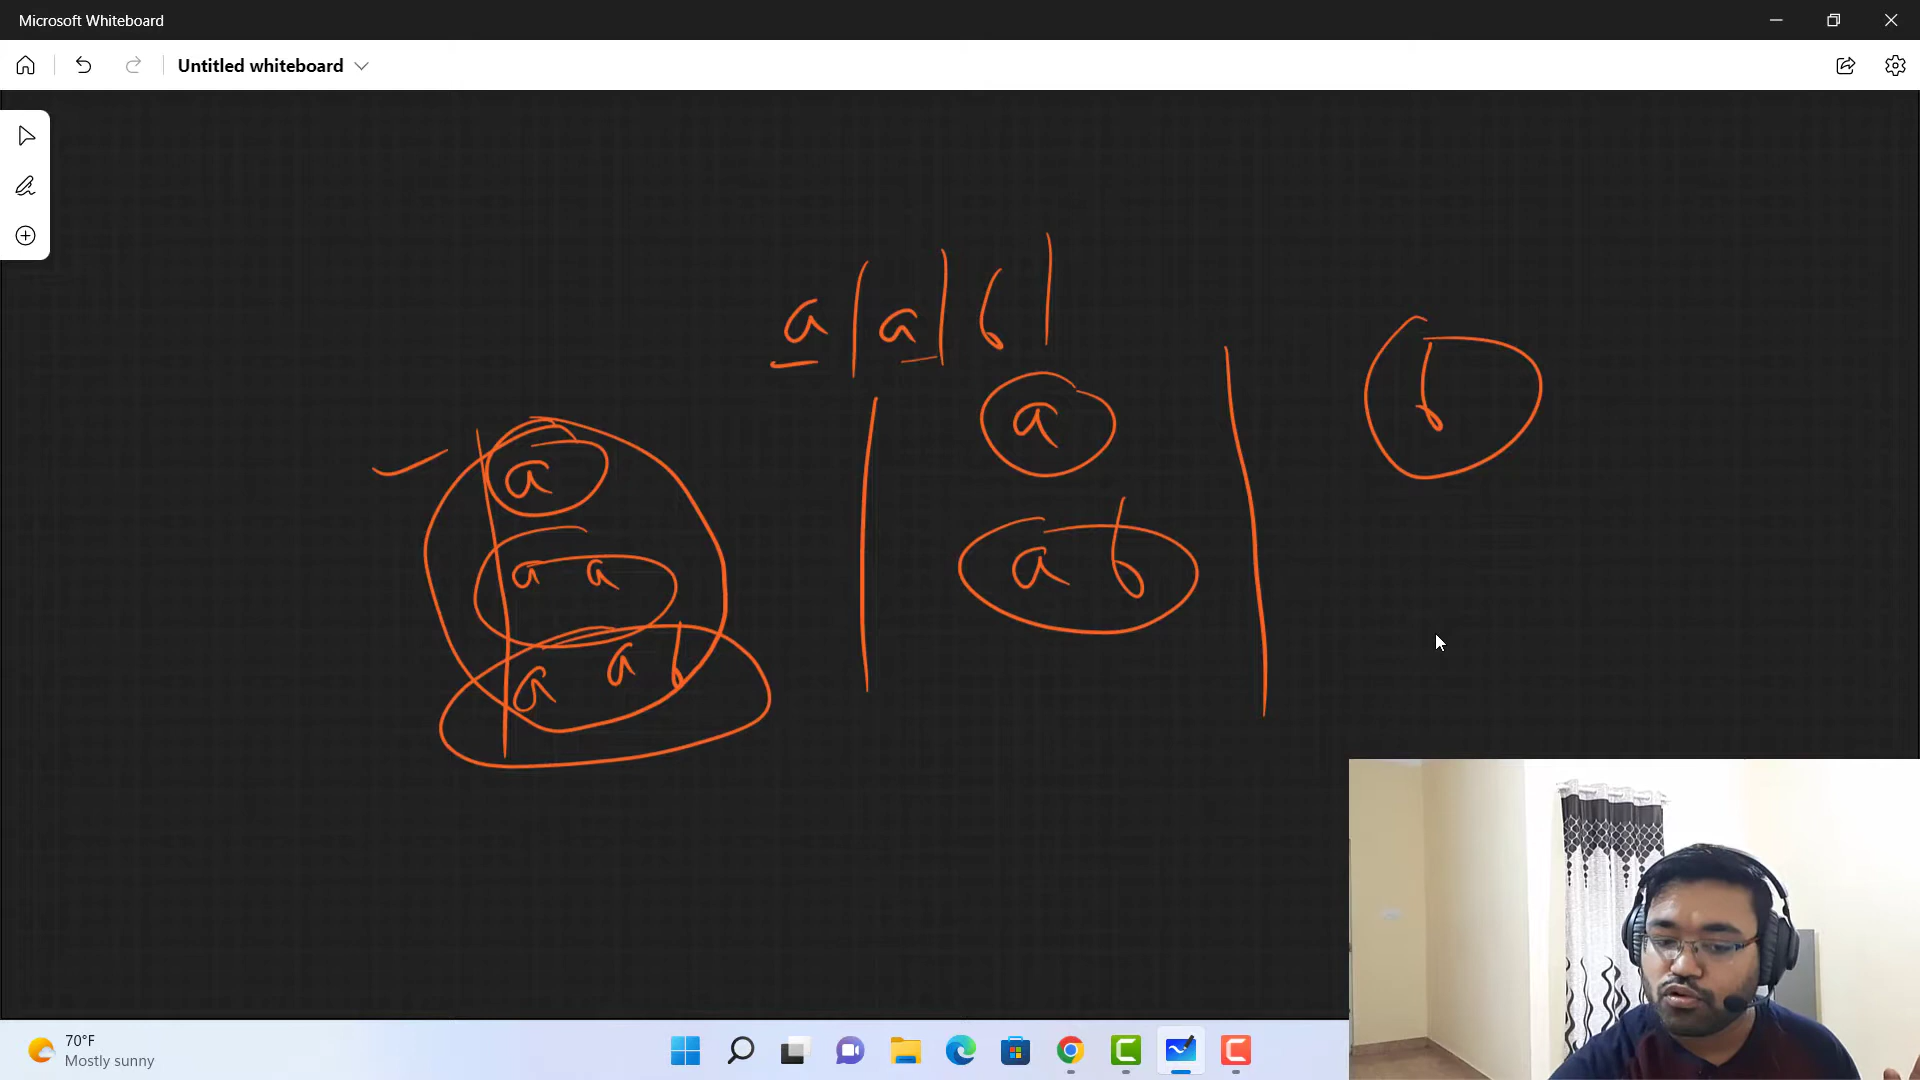 Microsoft Whiteboard
Untitled whiteboard
a | a | b |
a
a a
a a b
a
a b
b
70°F
Mostly sunny